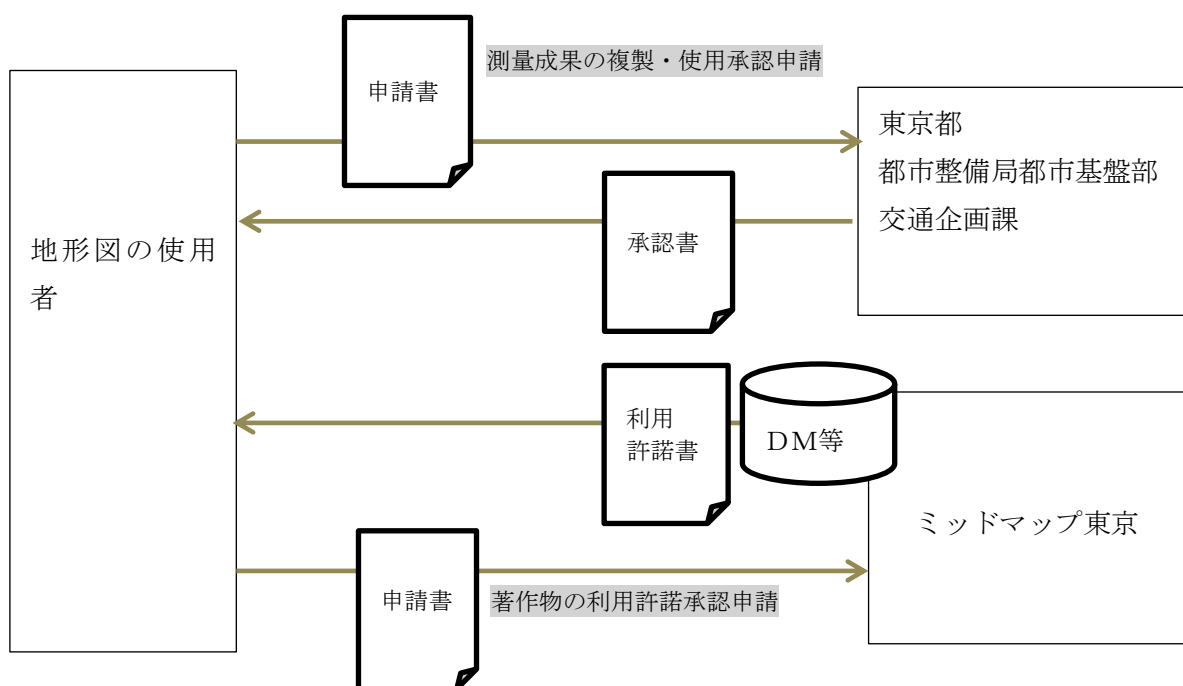 測量成果の複製・使用承認申請
申請書
東京都
都市整備局都市基盤部
交通企画課
承認書
地形図の使用
者
利用
許諾書
DM等
ミッドマップ東京
申請書
著作物の利用許諾承認申請